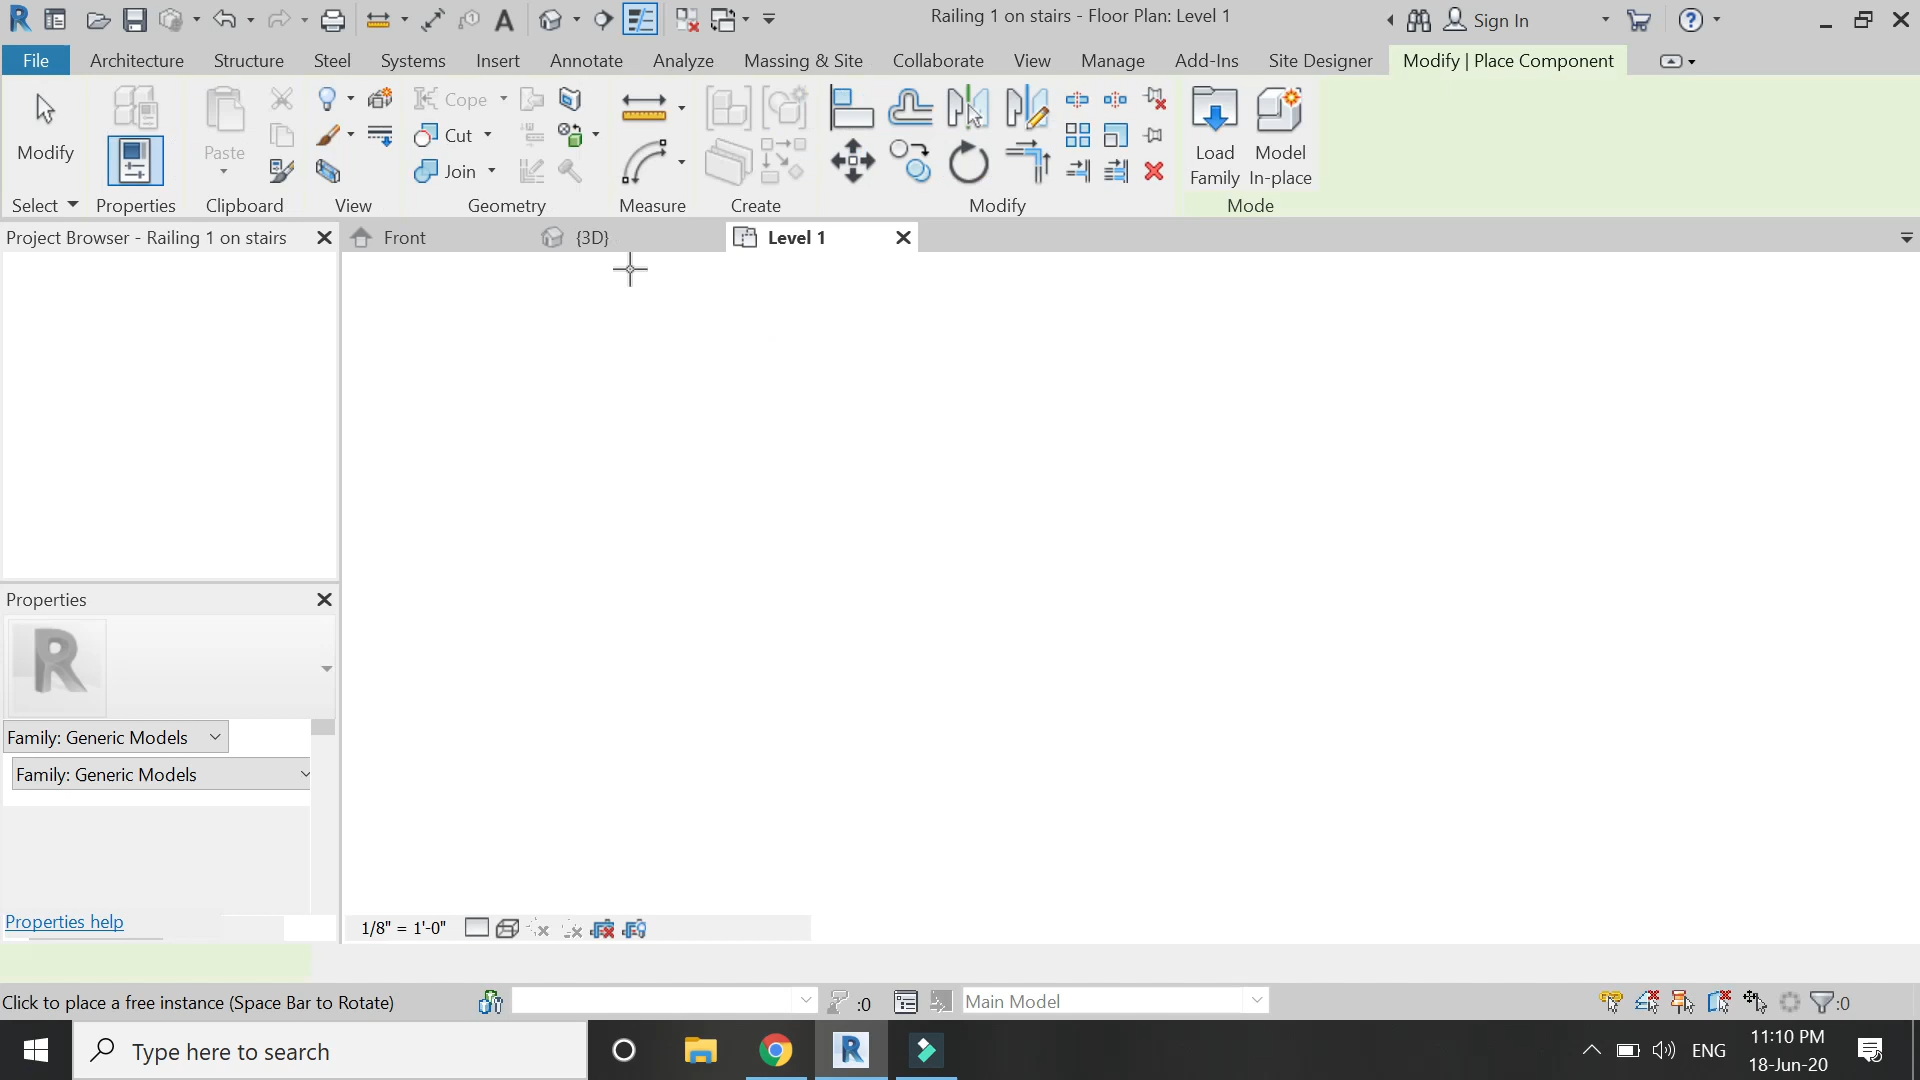 Railing 1 on stairs - Floor Plan: Level 1
Sign In
File
Architecture
Structure
Steel
Systems
Insert
Annotate
Analyze
Massing & Site
Collaborate
View
Manage
Add-Ins
Site Designer
Modify | Place Component
Modify
Paste
Cope
Cut
Join
Load
Family
Model
In-place
Select
Properties
Clipboard
View
Geometry
Measure
Create
Modify
Mode
Project Browser - Railing 1 on stairs
Front
{3D}
Level 1
Properties
Family: Generic Models
Family: Generic Models
Properties help
1/8" = 1'-0"
Click to place a free instance (Space Bar to Rotate)
:0
Main Model
:0
Type here to search
ENG
11:10 PM
18-Jun-20